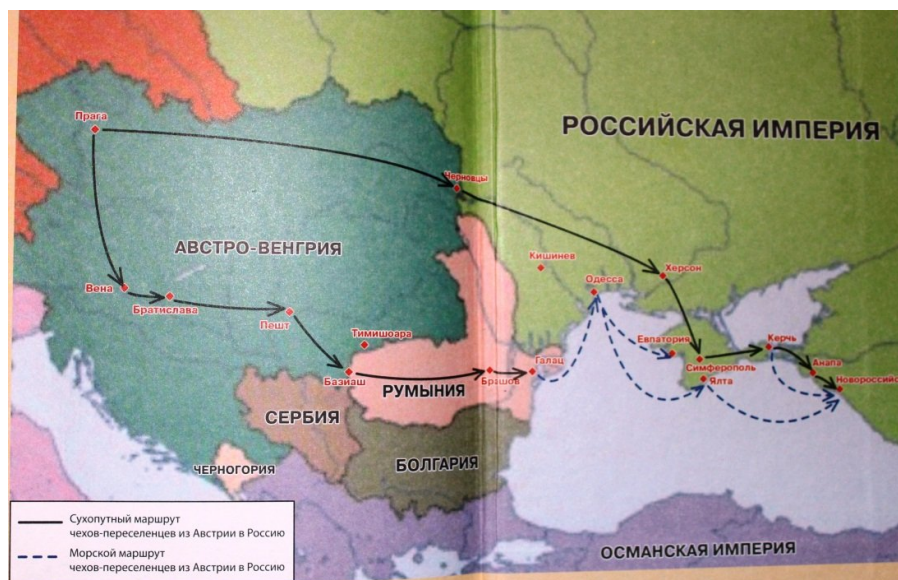 Прага
РОССИЙСКАЯ ИМПЕРИЯ
Черновцы
АВСТРО-ВЕНГРИЯ
Кишинев
Херсон
Одесса
Вена
Братислава
Пешт
Тимишоара
Евпатория
Керчь
Галац
Симферополь
Анапа
Базиаш
Брашов
Ялта
Новороссийс
РУМЫНИЯ
СЕРБИЯ
БОЛГАРИЯ
ЧЕРНОГОРИЯ
ОСМАНСКАЯ ИМПЕРИЯ
Сухопутный маршрут
чехов-переселенцев из Австрии в Россию
Морской маршрут
чехов-переселенцев из Австрии в Россию